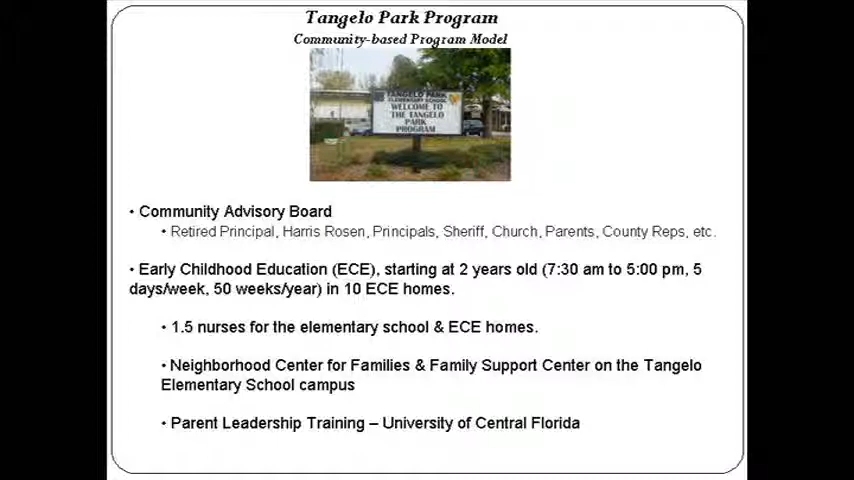 Tangelo Park Program
Community-based Program Model
TANGELO PARK
ELEMENTARY SCHOOL
WELCOME TO
THE TANGELO
PARK
PROGRAM
• Community Advisory Board
• Retired Principal, Harris Rosen, Principals, Sheriff, Church, Parents, County Reps, etc.
• Early Childhood Education (ECE), starting at 2 years old (7:30 am to 5:00 pm, 5
days/week, 50 weeks/year) in 10 ECE homes.
• 1.5 nurses for the elementary school & ECE homes.
• Neighborhood Center for Families & Family Support Center on the Tangelo
Elementary School campus
• Parent Leadership Training – University of Central Florida